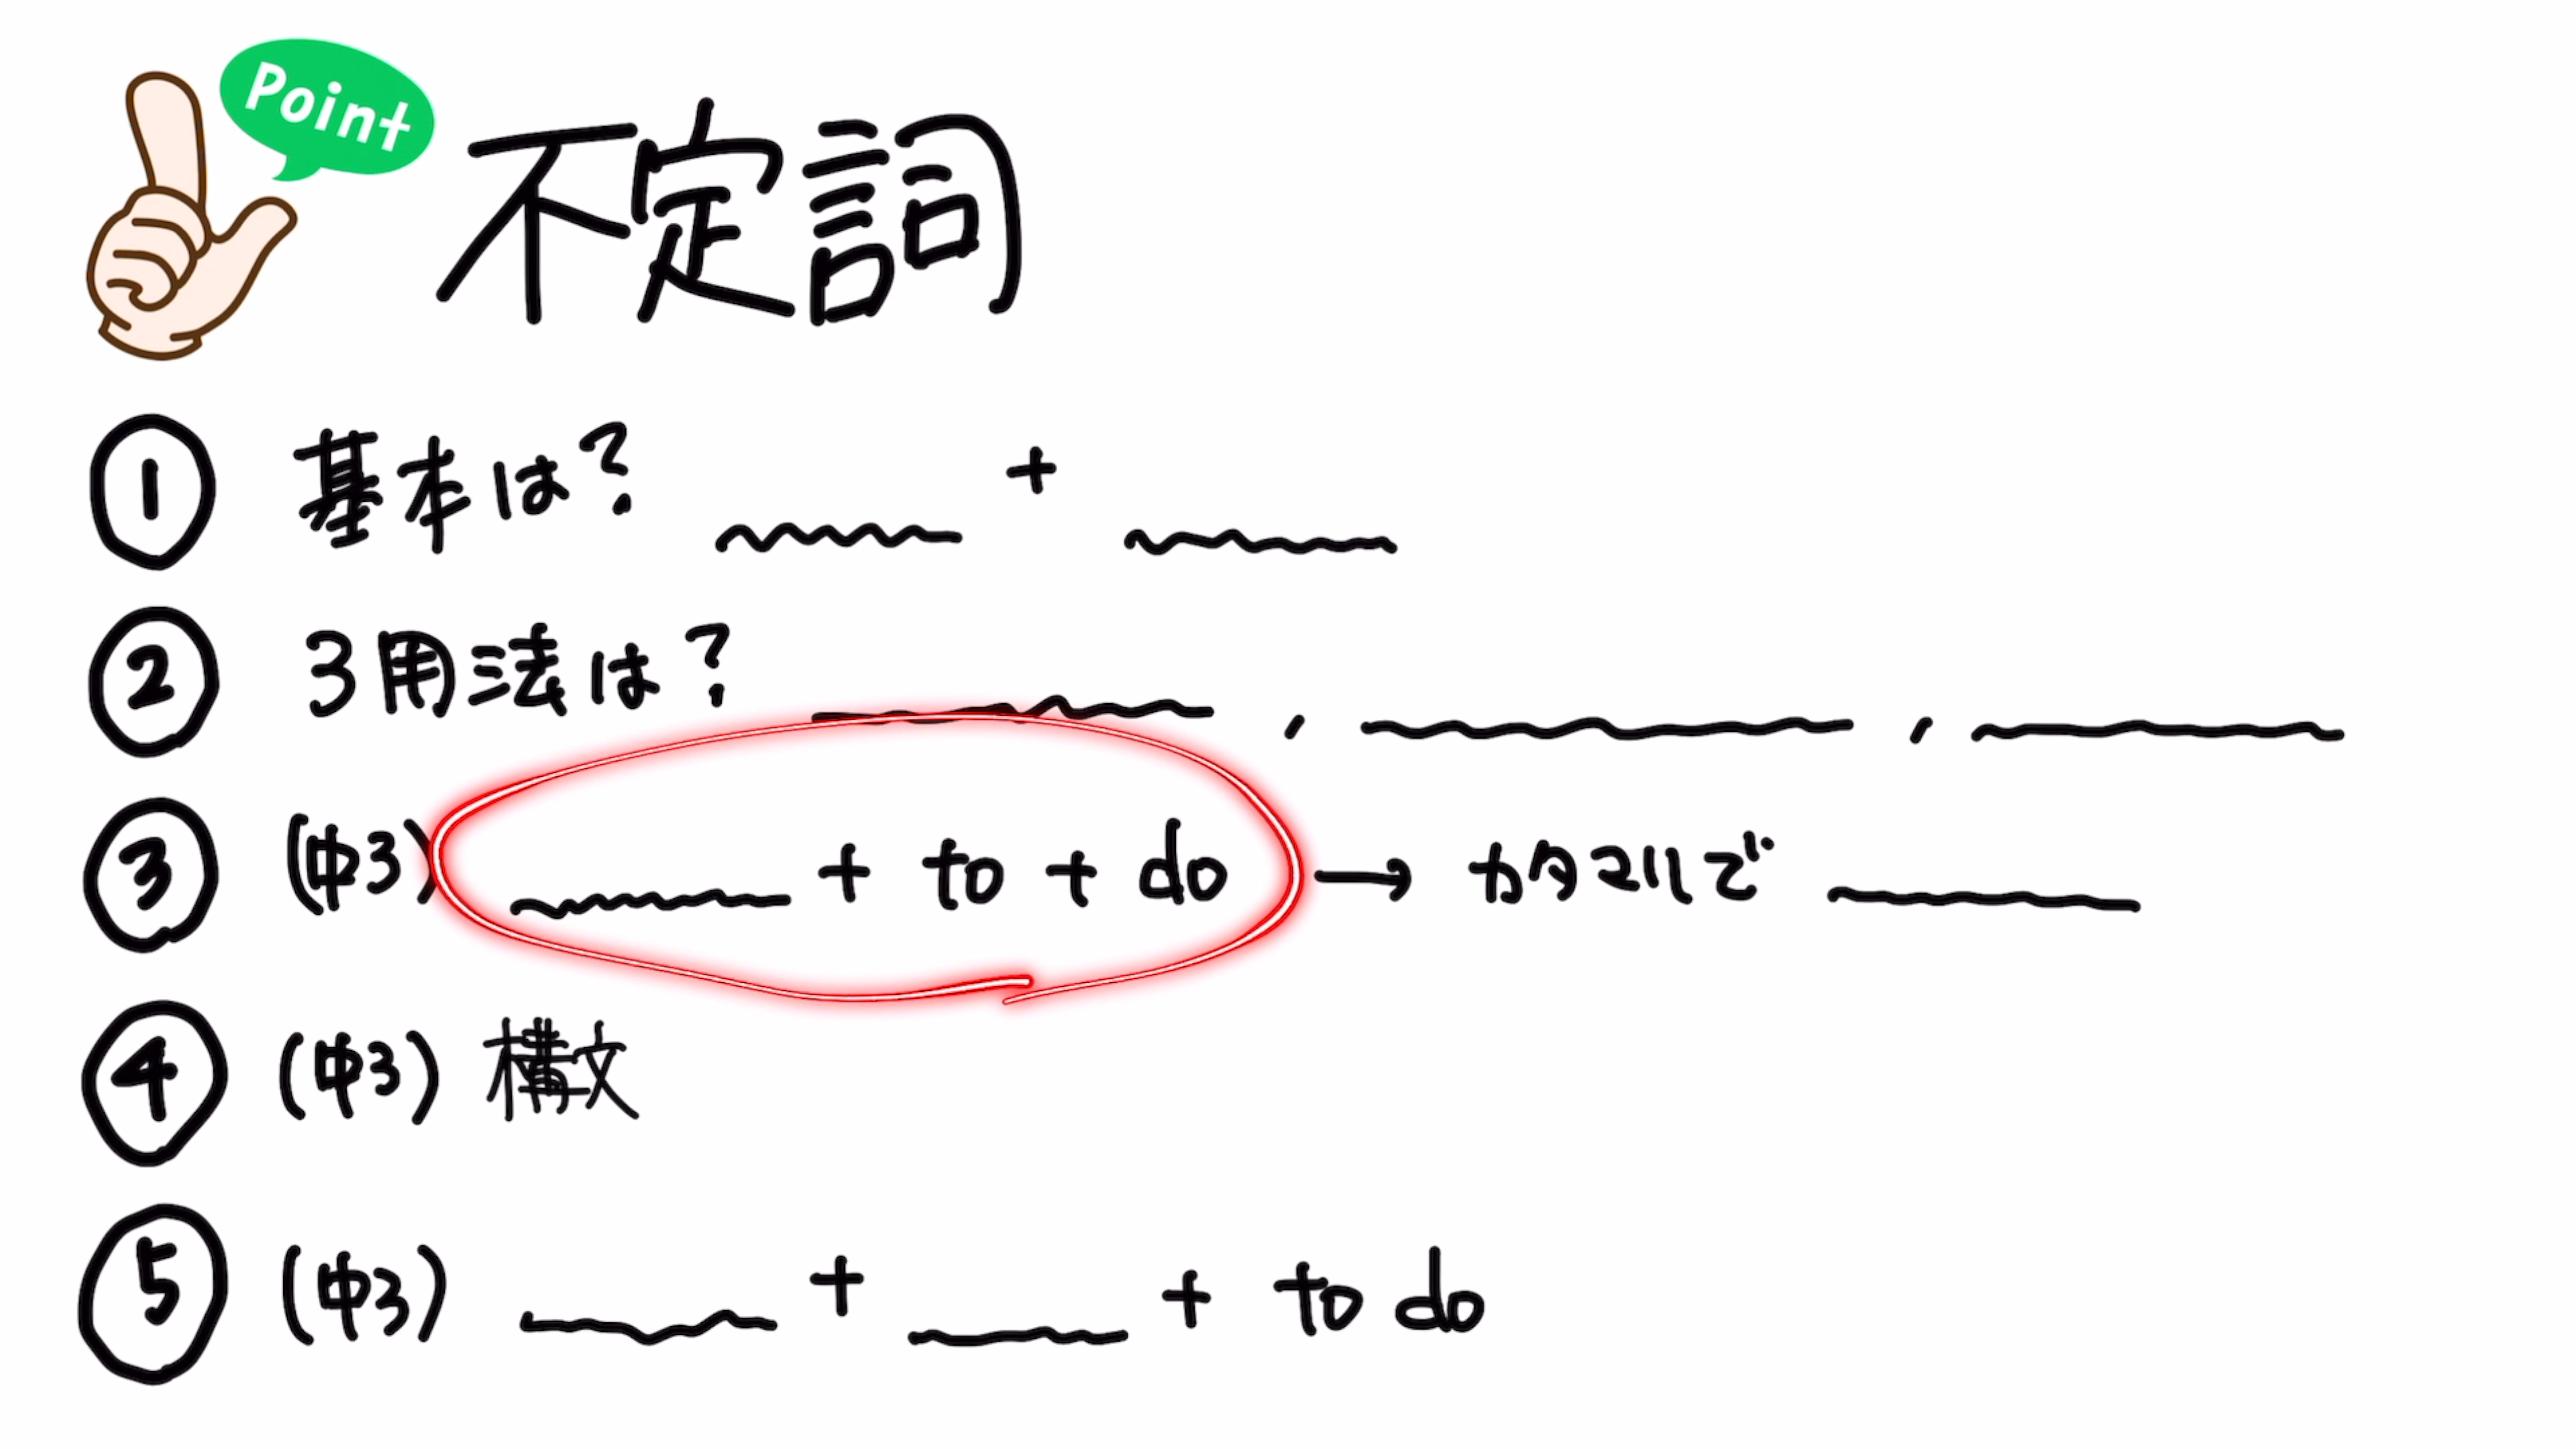 Point
不定詞
① 基本は? +
② 3用法は? , ,
③ (中3) + to + do → カタマリで
④ (中3) 構文
⑤ (中3) + + to do